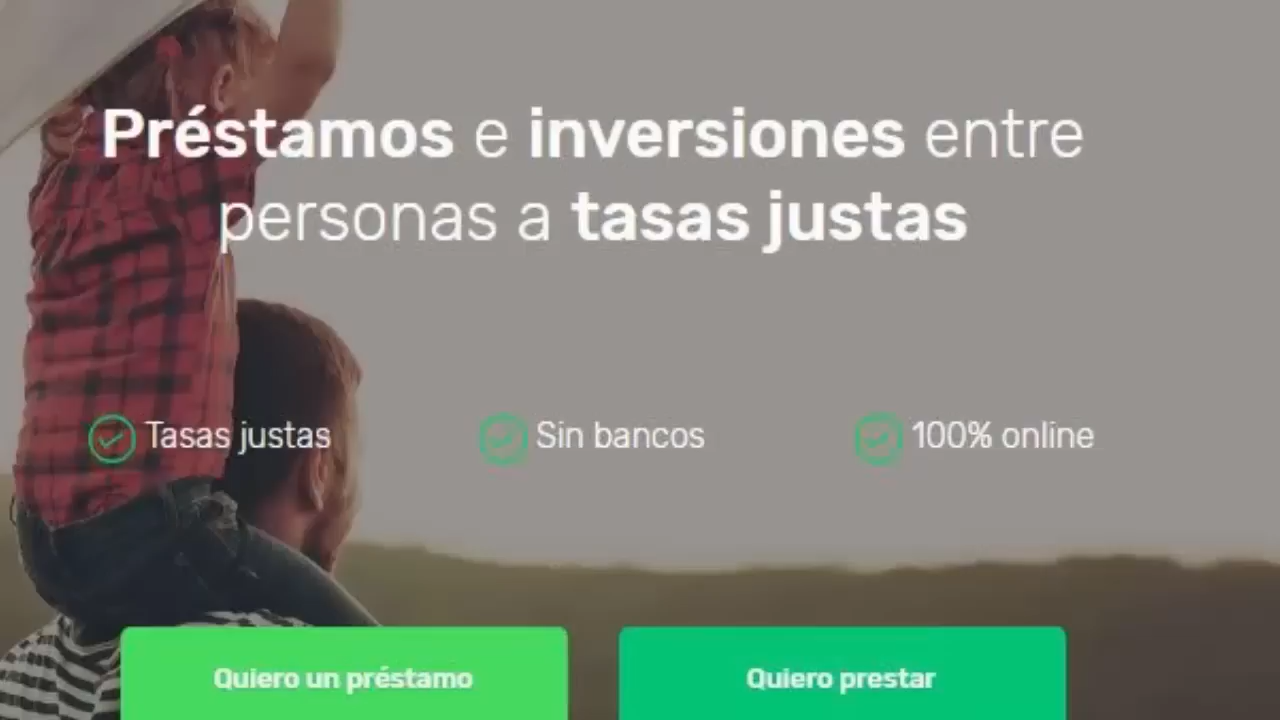 Préstamos e inversiones entre
personas a tasas justas
Tasas justas
Sin bancos
100% online
Quiero un préstamo
Quiero prestar